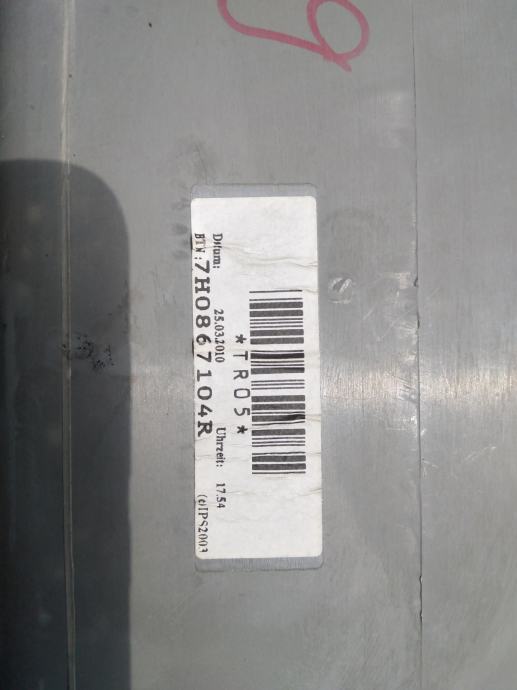 g
*TR05*
Datum: 25.03.2010 Uhrzeit: 17.54
BTN:7H0867104R (c)IPS2003